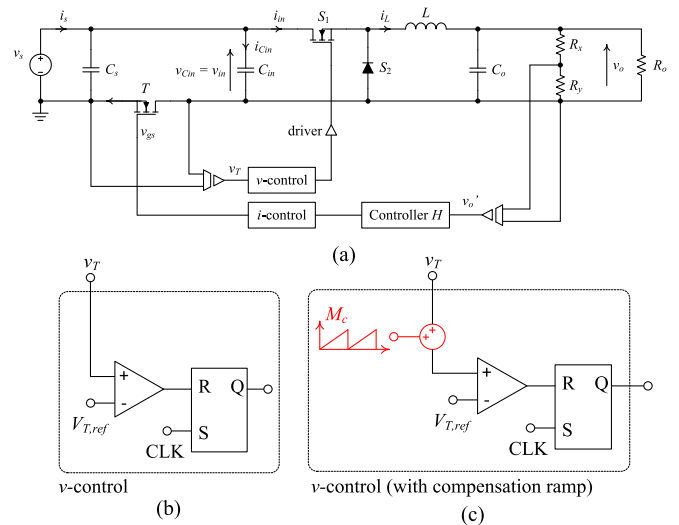 i_s i_in S_1 i_L L
v_s C_s v_Cin = v_in i_Cin C_in S_2 C_o R_x R_y v_o R_o
T
v_gs
driver
v_T v-control
i-control Controller H v_o'
(a)
v_T
+
-
V_T,ref
R Q
S
CLK
v-control
(b)
v_T
M_c
+
+
+
-
V_T,ref
R Q
S
CLK
v-control (with compensation ramp)
(c)